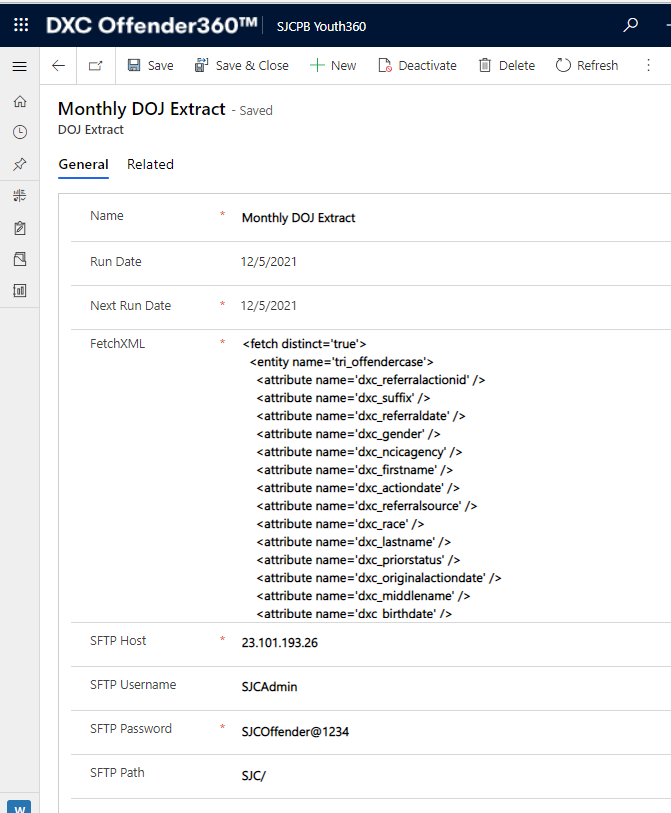 DXC Offender360™ SJCPB Youth360
Save Save & Close New Deactivate Delete Refresh
Monthly DOJ Extract - Saved
DOJ Extract
General Related
Name * Monthly DOJ Extract
Run Date 12/5/2021
Next Run Date * 12/5/2021
FetchXML * <fetch distinct='true'>
<entity name='tri_offendercase'>
<attribute name='dxc_referralactionid' />
<attribute name='dxc_suffix' />
<attribute name='dxc_referraldate' />
<attribute name='dxc_gender' />
<attribute name='dxc_ncicagency' />
<attribute name='dxc_firstname' />
<attribute name='dxc_actiondate' />
<attribute name='dxc_referralsource' />
<attribute name='dxc_race' />
<attribute name='dxc_lastname' />
<attribute name='dxc_priorstatus' />
<attribute name='dxc_originalactiondate' />
<attribute name='dxc_middlename' />
<attribute name='dxc_birthdate' />
SFTP Host * 23.101.193.26
SFTP Username SJCAdmin
SFTP Password * SJCOffender@1234
SFTP Path SJC/
W